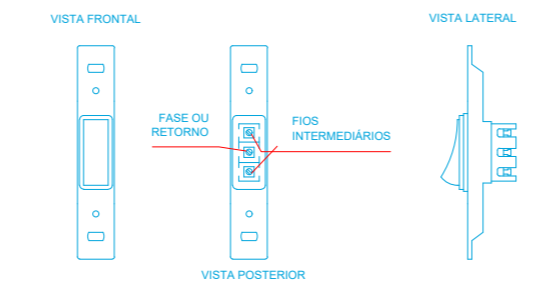 VISTA FRONTAL
VISTA LATERAL
FASE OU
RETORNO
FIOS
INTERMEDIÁRIOS
VISTA POSTERIOR